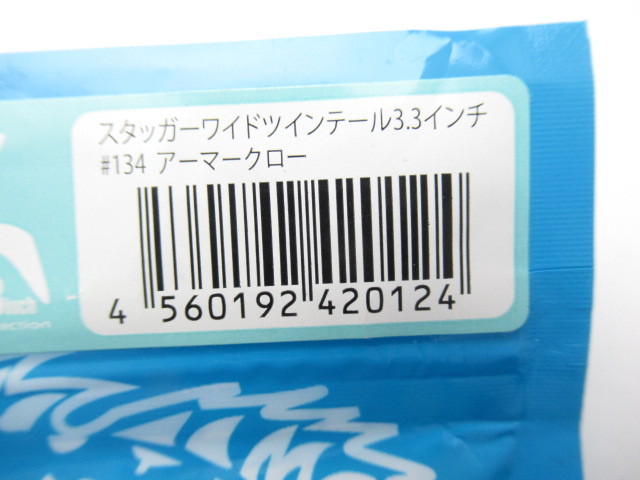 スタッガーワイドツインテール3.3インチ
#134 アーマークロー
4 560192 420124